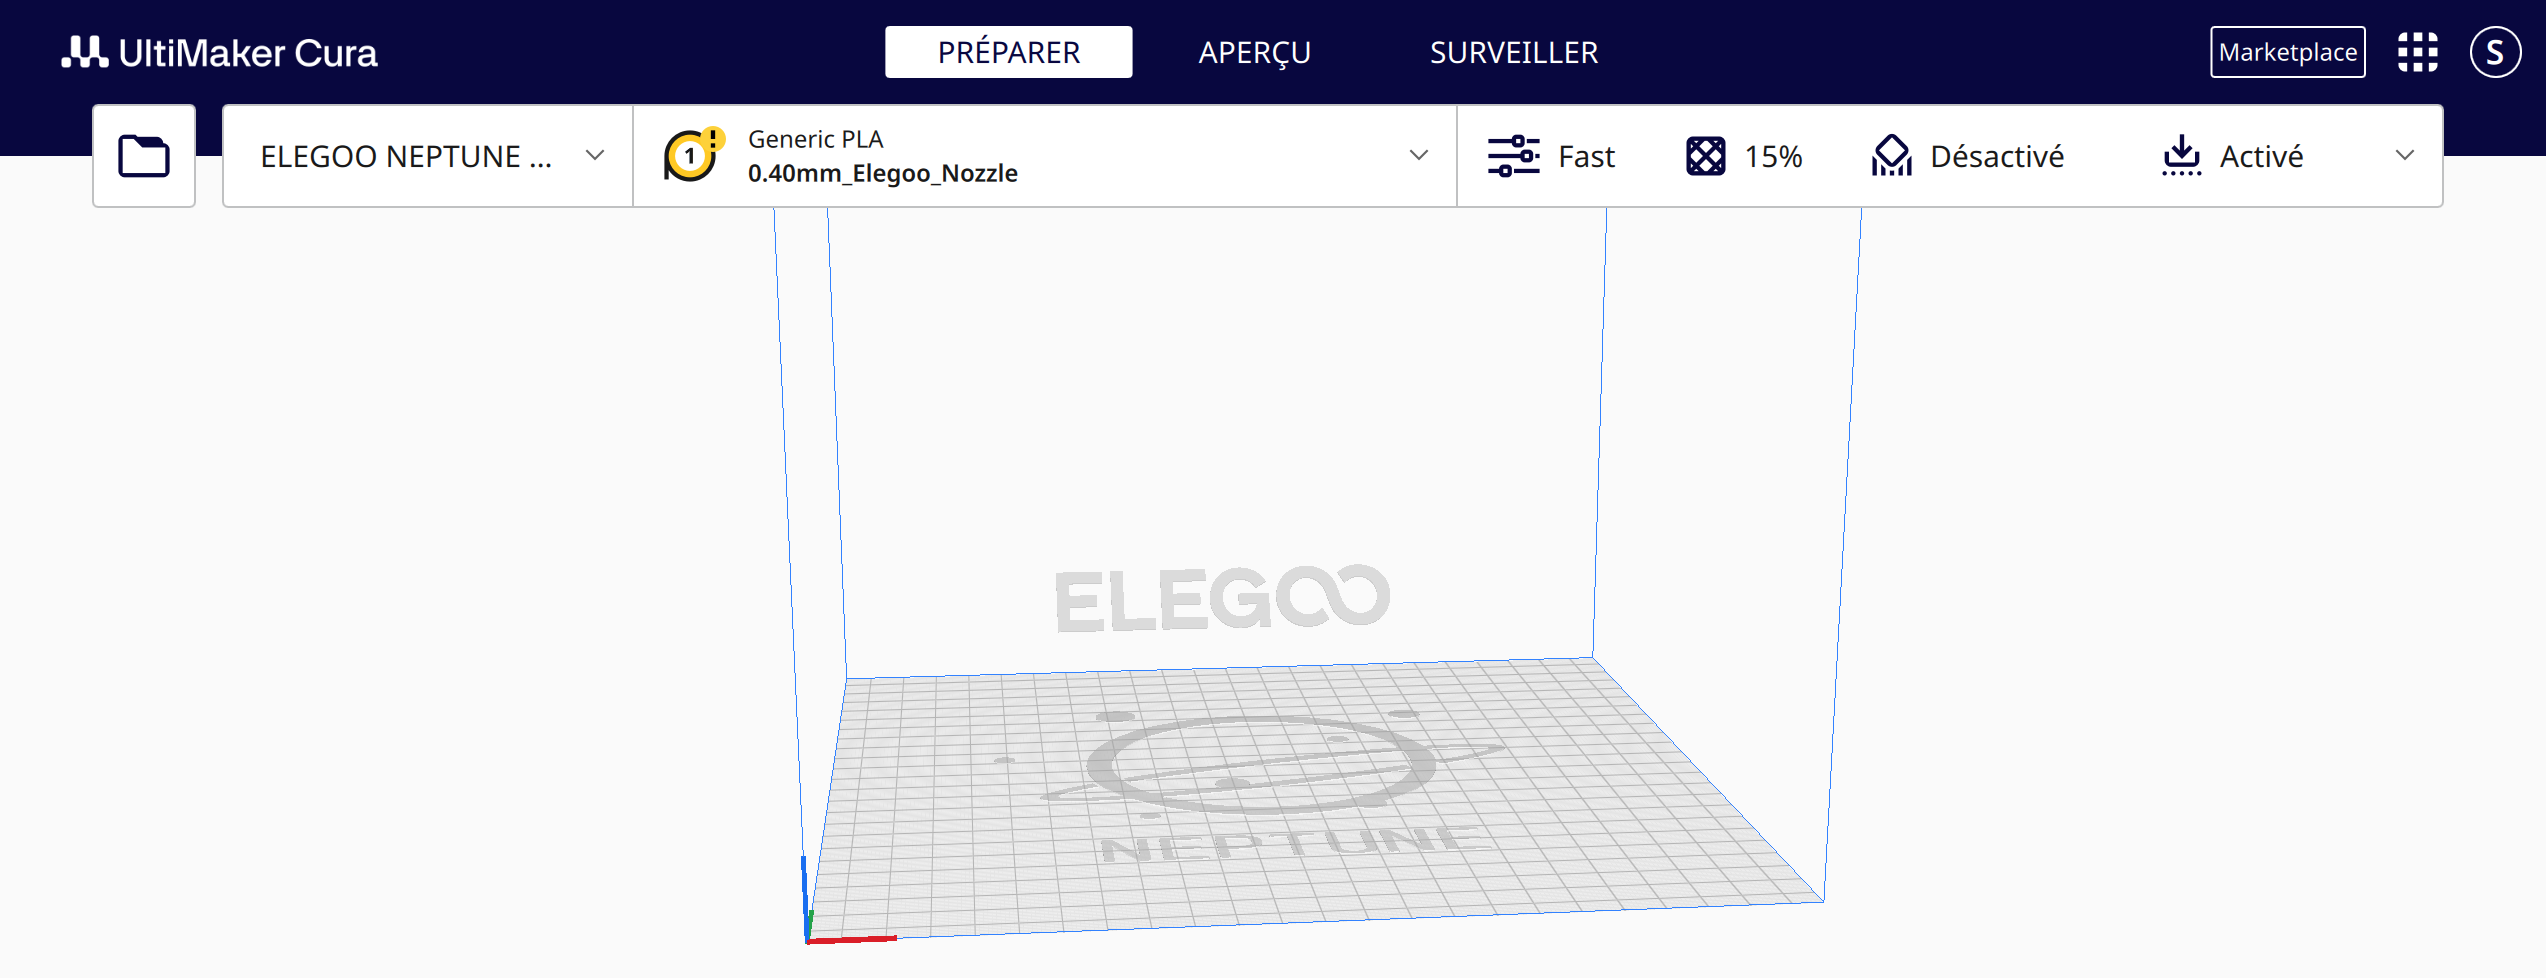 UltiMaker Cura
PRÉPARER
APERÇU
SURVEILLER
Marketplace
S
ELEGOO NEPTUNE ...
1
Generic PLA
0.40mm_Elegoo_Nozzle
Fast
15%
Désactivé
Activé
ELEGOO
NEPTUNE